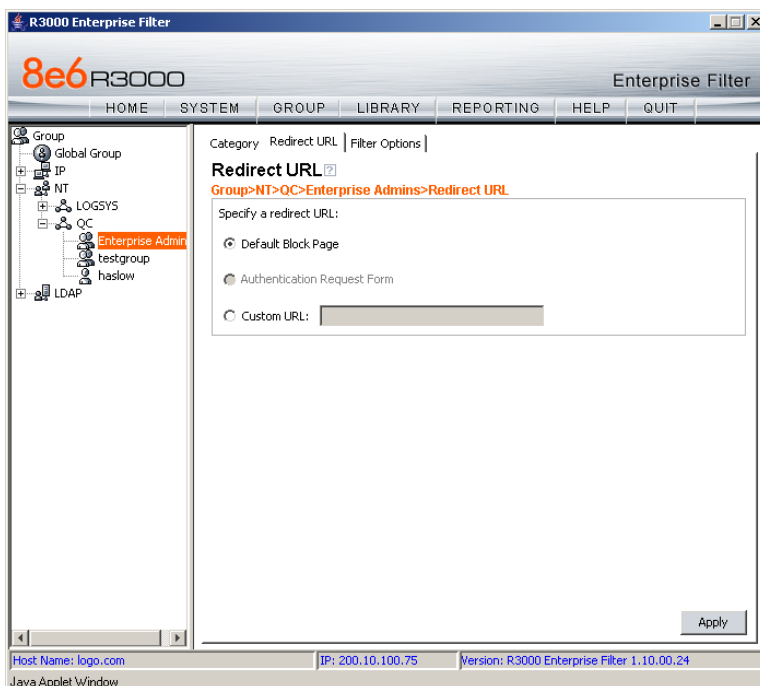 R3000 Enterprise Filter
8e6 R3000
Enterprise Filter
HOME SYSTEM GROUP LIBRARY REPORTING HELP QUIT
Group
Global Group
IP
NT
LOGSYS
QC
Enterprise Admin
testgroup
haslow
LDAP
Category Redirect URL Filter Options
Redirect URL ?
Group>NT>QC>Enterprise Admins>Redirect URL
Specify a redirect URL:
Default Block Page
Authentication Request Form
Custom URL:
Apply
Host Name: logo.com IP: 200.10.100.75 Version: R3000 Enterprise Filter 1.10.00.24
Java Applet Window